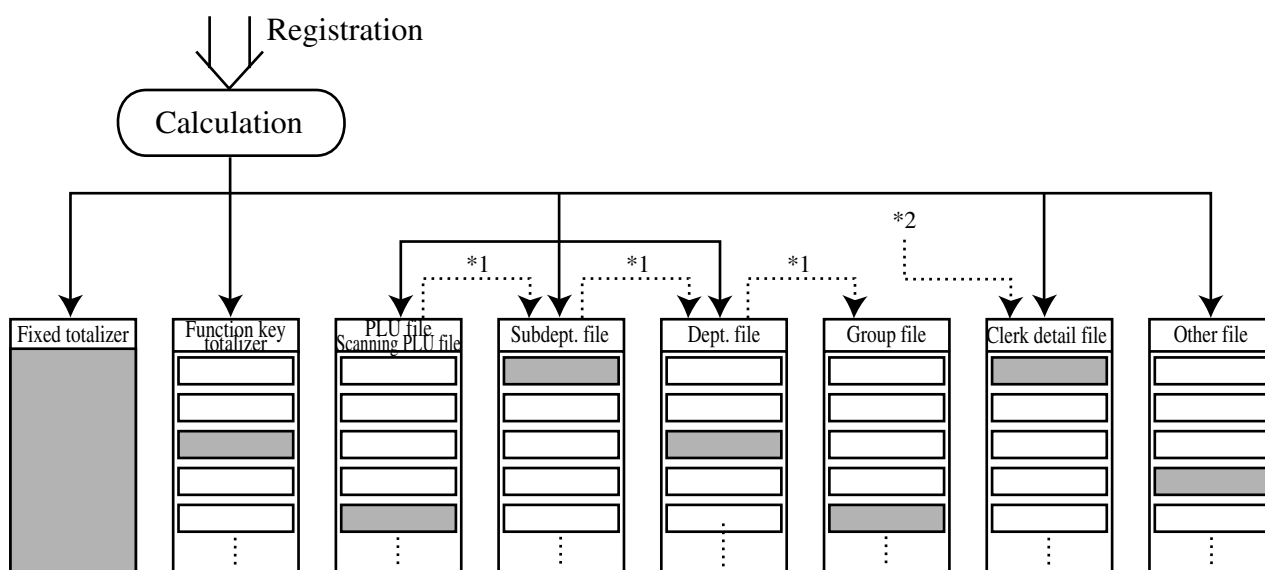 Registration
Calculation
*2
*1
*1
*1
Fixed totalizer
Function key
totalizer
PLU file
Scanning PLU file
Subdept. file
Dept. file
Group file
Clerk detail file
Other file